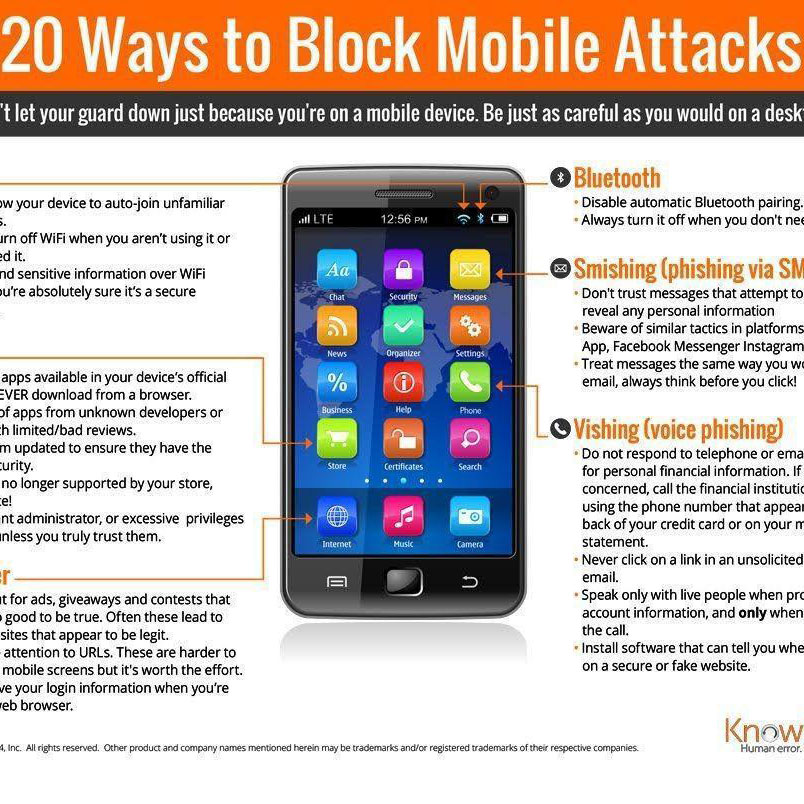 20 Ways to Block Mobile Attacks
't let your guard down just because you're on a mobile device. Be just as careful as you would on a desk
ow your device to auto-join unfamiliar
s.
urn off WiFi when you aren't using it or
ed it.
nd sensitive information over WiFi
ou're absolutely sure it's a secure
apps available in your device's official
EVER download from a browser.
of apps from unknown developers or
th limited/bad reviews.
m updated to ensure they have the
curity.
no longer supported by your store,
te!
nt administrator, or excessive privileges
unless you truly trust them.
er
ut for ads, giveaways and contests that
o good to be true. Often these lead to
sites that appear to be legit.
attention to URLs. These are harder to
mobile screens but it's worth the effort.
ve your login information when you're
web browser.
LTE 12:56 PM
Chat Security Messages
News Organizer Settings
Business Help Phone
Store Certificates Search
Internet Music Camera
Bluetooth
• Disable automatic Bluetooth pairing.
• Always turn it off when you don't nee
Smishing (phishing via SM
• Don't trust messages that attempt to
reveal any personal information
• Beware of similar tactics in platforms
App, Facebook Messenger Instagram
• Treat messages the same way you wo
email, always think before you click!
Vishing (voice phishing)
• Do not respond to telephone or ema
for personal financial information. If
concerned, call the financial institutio
using the phone number that appear
back of your credit card or on your m
statement.
• Never click on a link in an unsolicited
email.
• Speak only with live people when pro
account information, and only when
the call.
• Install software that can tell you whe
on a secure or fake website.
4, Inc. All rights reserved. Other product and company names mentioned herein may be trademarks and/or registered trademarks of their respective companies.
Know
Human error.